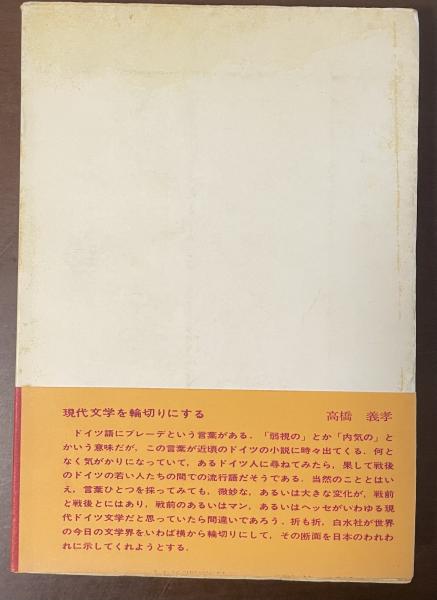 現代文学を輪切りにする 高橋 義孝
ドイツ語にブレーデという言葉がある．「弱視の」とか「内気の」と
かいう意味だが，この言葉が近頃のドイツの小説に時々出てくる．何と
なく気がかりになっていて，あるドイツ人に尋ねてみたら，果して戦後
のドイツの若い人たちの間での流行語だそうである．当然のこととはい
え，言葉ひとつを採ってみても，微妙な，あるいは大きな変化が，戦前
と戦後とにはあり，戦前のあるいはマン，あるいはヘッセがいわゆる現
代ドイツ文学だと思っていたら間違いであろう．折も折，白水社が世界
の今日の文学界をいわば横から輪切りにして，その断面を日本のわれわ
れに示してくれようとする．